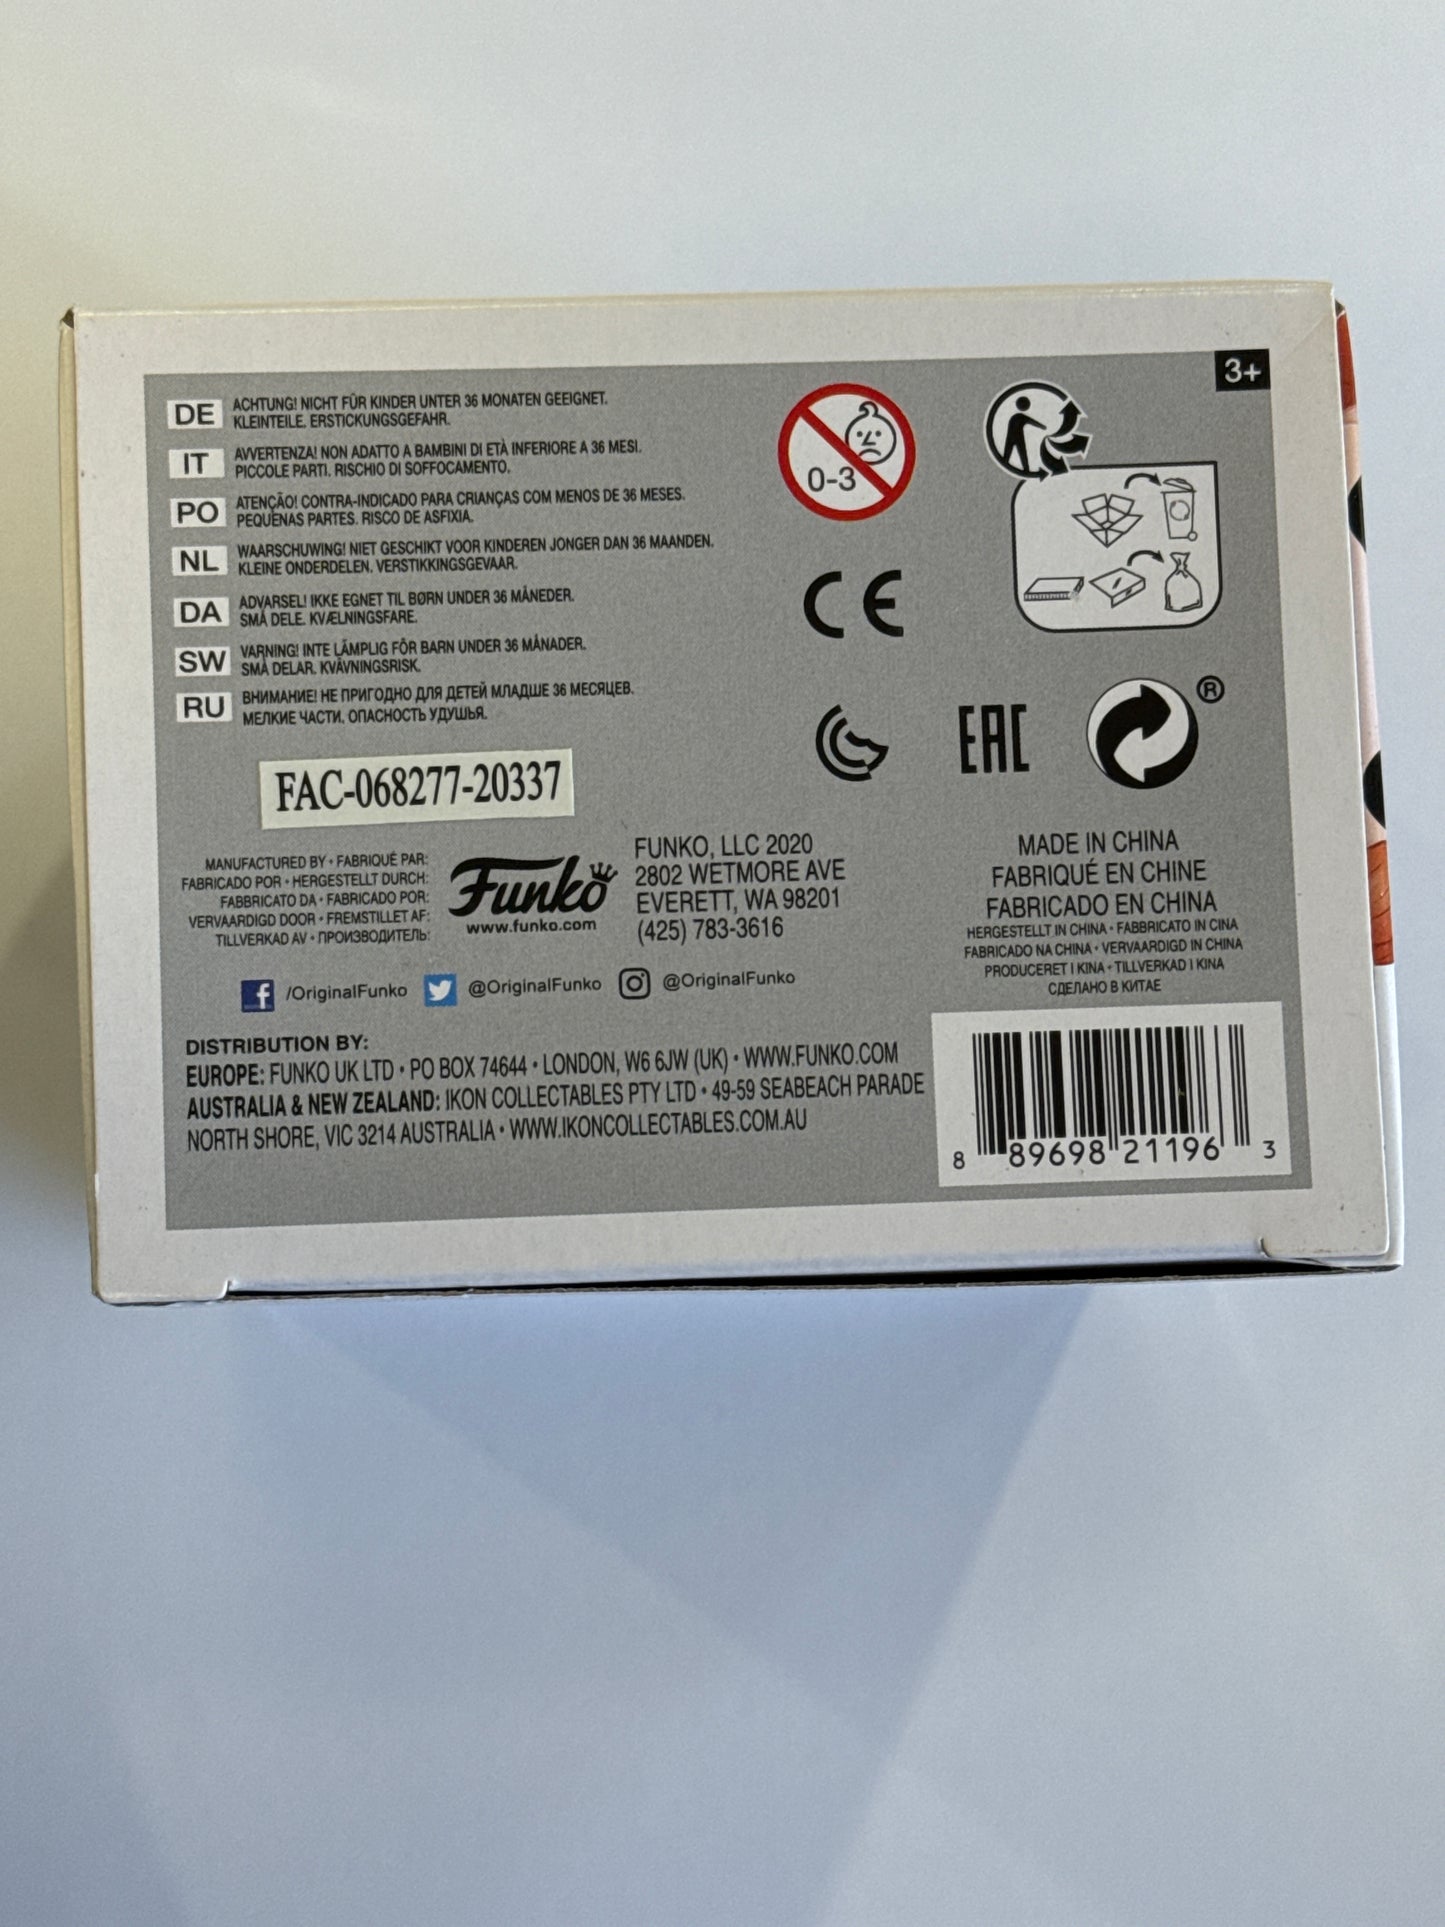 3+
DE
ACHTUNG! NICHT FÜR KINDER UNTER 36 MONATEN GEEIGNET.
KLEINTEILE. ERSTICKUNGSGEFAHR.
IT
AVVERTENZA! NON ADATTO A BAMBINI DI ETÀ INFERIORE A 36 MESI.
PICCOLE PARTI. RISCHIO DI SOFFOCAMENTO.
PO
ATENÇÃO! CONTRA-INDICADO PARA CRIANÇAS COM MENOS DE 36 MESES.
PEQUENAS PARTES. RISCO DE ASFIXIA.
NL
WAARSCHUWING! NIET GESCHIKT VOOR KINDEREN JONGER DAN 36 MAANDEN.
KLEINE ONDERDELEN. VERSTIKKINGSGEVAAR.
DA
ADVARSEL! IKKE EGNET TIL BØRN UNDER 36 MÅNEDER.
SMÅ DELE. KVÆLNINGSFARE.
SW
VARNING! INTE LÄMPLIG FÖR BARN UNDER 36 MÅNADER.
SMÅ DELAR. KVÄVNINGSRISK.
RU
ВНИМАНИЕ! НЕ ПРИГОДНО ДЛЯ ДЕТЕЙ МЛАДШЕ 36 МЕСЯЦЕВ.
МЕЛКИЕ ЧАСТИ. ОПАСНОСТЬ УДУШЬЯ.
0-3
CE
EAC
®
FAC-068277-20337
MANUFACTURED BY • FABRIQUÉ PAR:
FABRICADO POR • HERGESTELLT DURCH:
FABBRICATO DA • FABRICADO POR:
VERVAARDIGD DOOR • FREMSTILLET AF:
TILLVERKAD AV • ПРОИЗВОДИТЕЛЬ:
Funko
www.funko.com
FUNKO, LLC 2020
2802 WETMORE AVE
EVERETT, WA 98201
(425) 783-3616
MADE IN CHINA
FABRIQUÉ EN CHINE
FABRICADO EN CHINA
HERGESTELLT IN CHINA • FABBRICATO IN CINA
FABRICADO NA CHINA • VERVAARDIGD IN CHINA
PRODUCERET I KINA • TILLVERKAD I KINA
СДЕЛАНО В КИТАЕ
/OriginalFunko @OriginalFunko @OriginalFunko
DISTRIBUTION BY:
EUROPE: FUNKO UK LTD • PO BOX 74644 • LONDON, W6 6JW (UK) • WWW.FUNKO.COM
AUSTRALIA & NEW ZEALAND: IKON COLLECTABLES PTY LTD • 49-59 SEABEACH PARADE
NORTH SHORE, VIC 3214 AUSTRALIA • WWW.IKONCOLLECTABLES.COM.AU
8 89698 21196 3